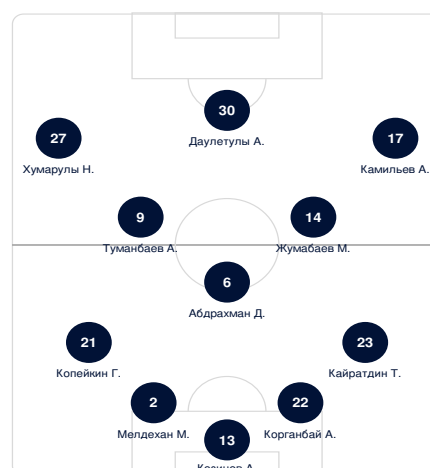 30
Даулетулы А.
27
Хумарулы Н.
17
Камильев А.
9
Туманбаев А.
14
Жумабаев М.
6
Абдрахман Д.
21
Копейкин Г.
23
Кайратдин Т.
2
Мелдехан М.
22
Корганбай А.
13